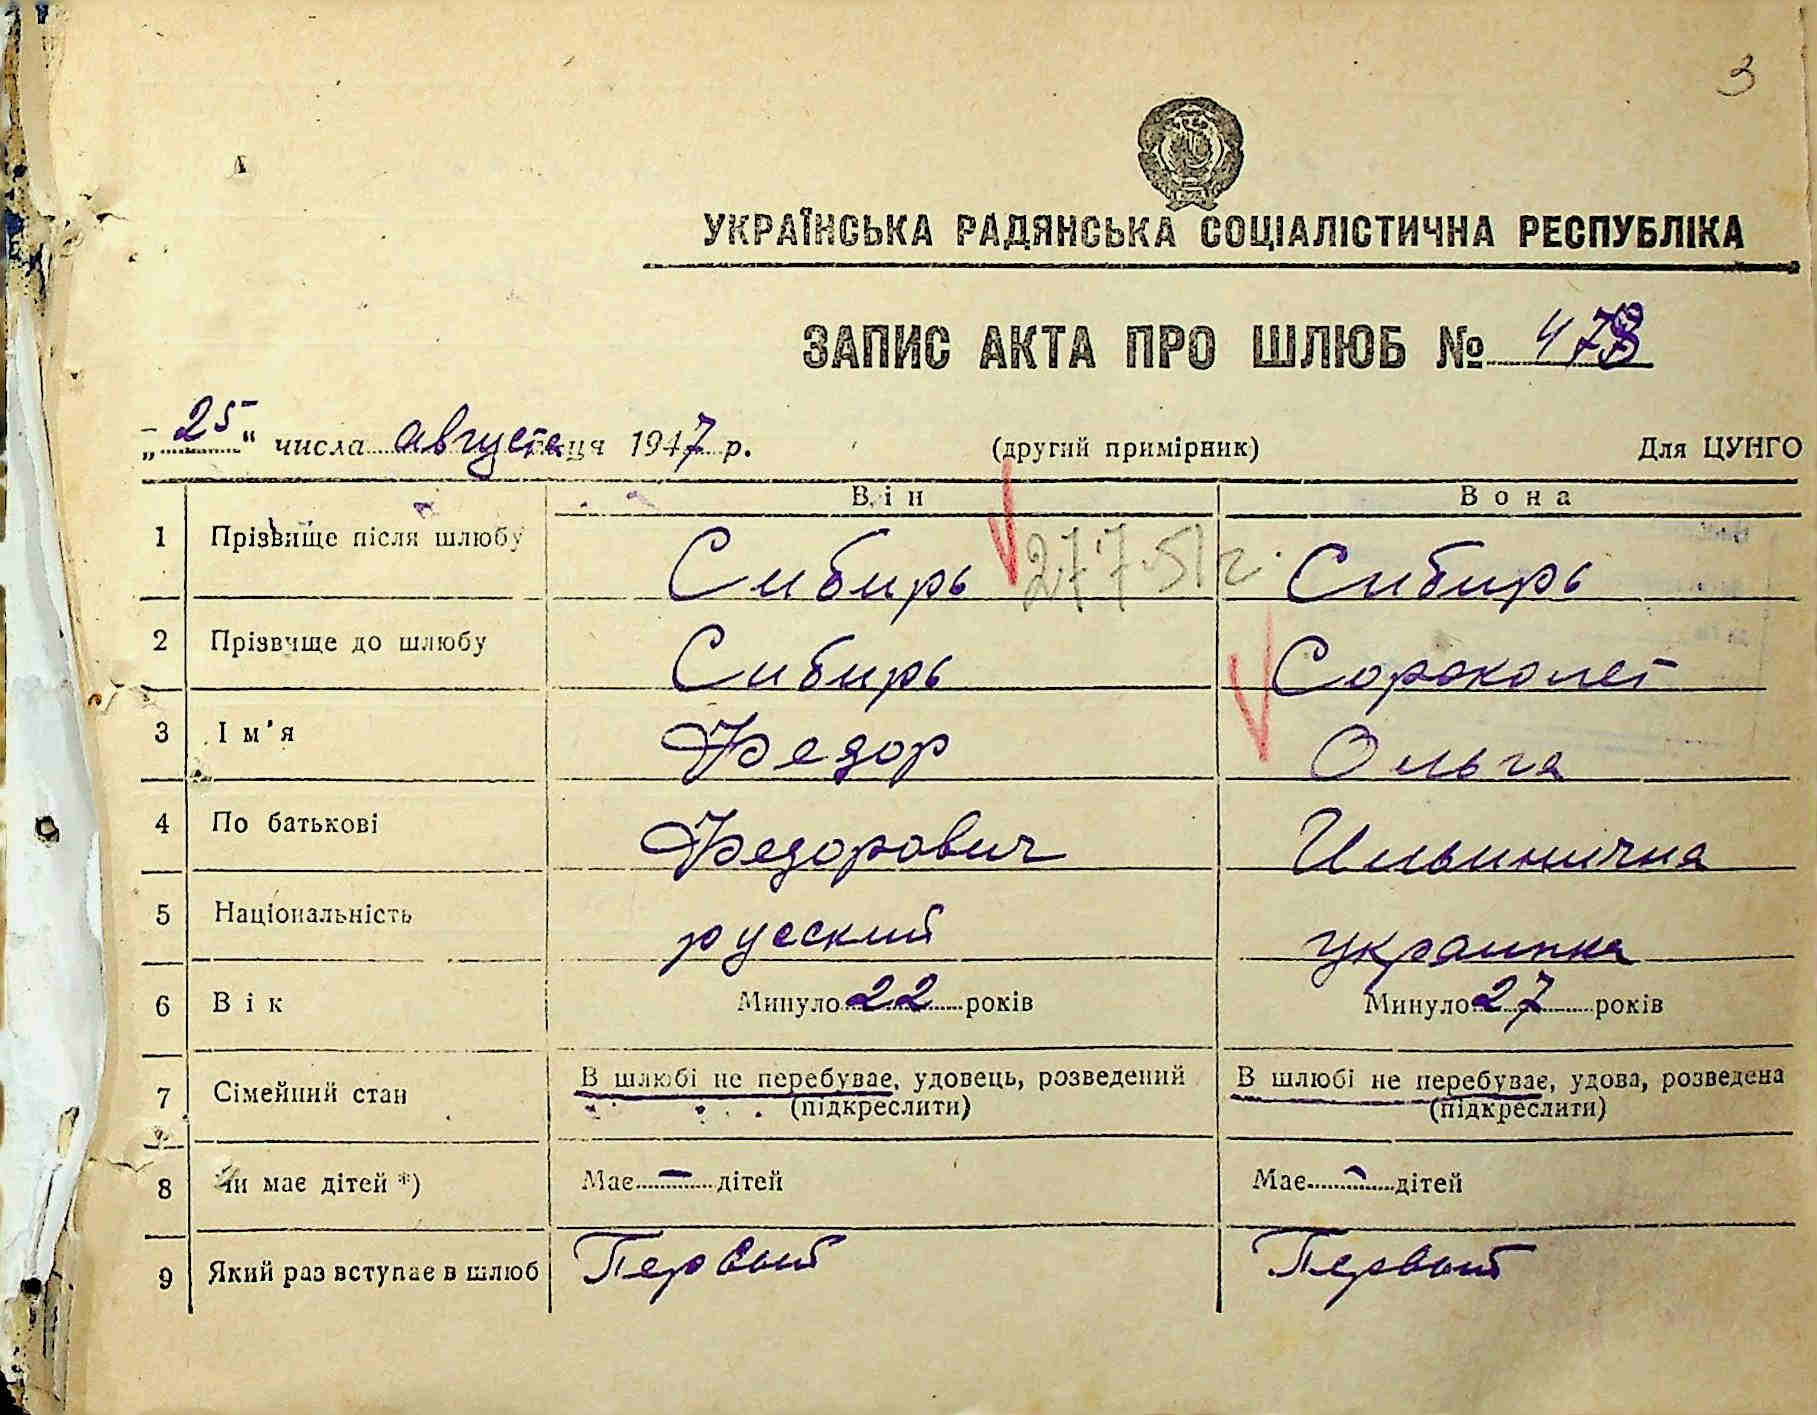 3
УКРАЇНСЬКА РАДЯНСЬКА СОЦІАЛІСТИЧНА РЕСПУБЛІКА
ЗАПИС АКТА ПРО ШЛЮБ № 478
„25“ числа августа місяця 1947 р. (другий примірник) Для ЦУНГО
Він Вона
1 Прізвище після шлюбу Сибирь 27.7.51г. Сибирь
2 Прізвище до шлюбу Сибирь Сороколет
3 Ім'я Федор Ольга
4 По батькові Федорович Ильинична
5 Національність русский украинка
6 Вік Минуло 22 років Минуло 27 років
7 Сімейний стан В шлюбі не перебуває, удовець, розведений (підкреслити) В шлюбі не перебуває, удова, розведена (підкреслити)
8 Чи має дітей *) Має — дітей Має — дітей
9 Який раз вступає в шлюб Первый Первый